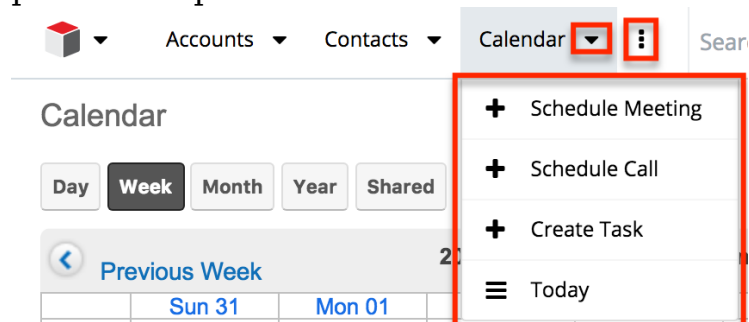 Accounts Contacts Calendar
Calendar
Schedule Meeting
Schedule Call
Create Task
Today
Day Week Month Year Shared
Previous Week
Sun 31 Mon 01